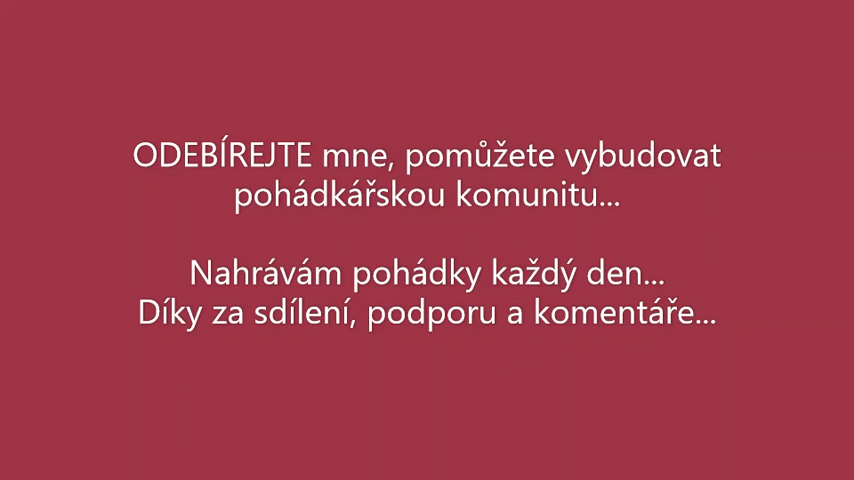 ODEBÍREJTE mne, pomůžete vybudovat
pohádkářskou komunitu...
Nahrávám pohádky každý den...
Díky za sdílení, podporu a komentáře...